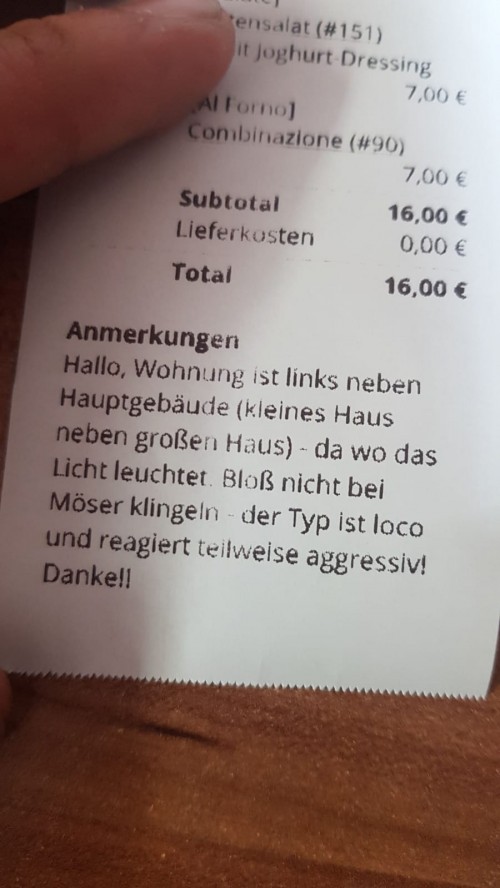 tensalat (#151)
it Joghurt-Dressing
7,00 €
[Al Forno]
Combinazione (#90)
7,00 €
Subtotal 16,00 €
Lieferkosten 0,00 €
Total 16,00 €
Anmerkungen
Hallo, Wohnung ist links neben
Hauptgebäude (kleines Haus
neben großen Haus) - da wo das
Licht leuchtet. Bloß nicht bei
Möser klingeln - der Typ ist loco
und reagiert teilweise aggressiv!
Danke!!